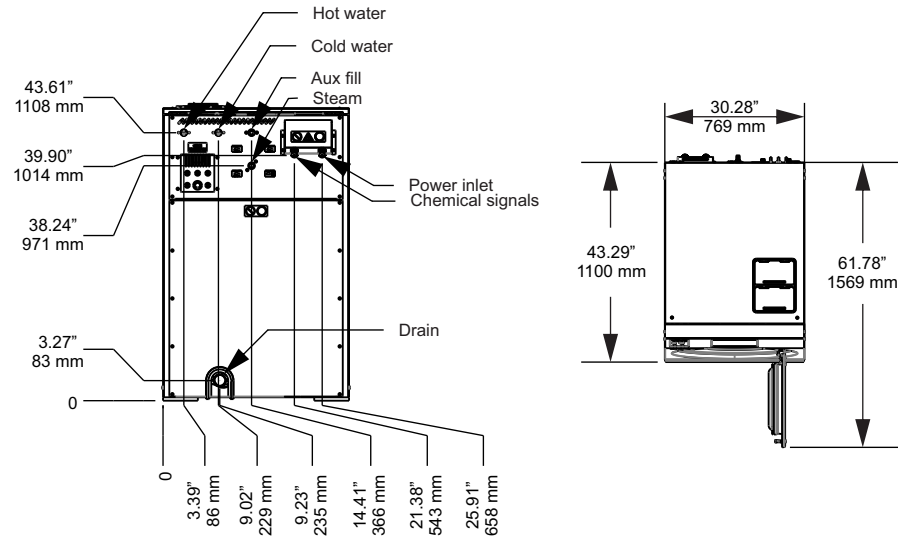 Hot water
Cold water
Aux fill
Steam
43.61”
1108 mm
39.90”
1014 mm
38.24”
971 mm
Power inlet
Chemical signals
3.27”
83 mm
Drain
0
0
3.39”
86 mm
9.02”
229 mm
9.23”
235 mm
14.41”
366 mm
21.38”
543 mm
25.91”
658 mm
30.28”
769 mm
43.29”
1100 mm
61.78”
1569 mm